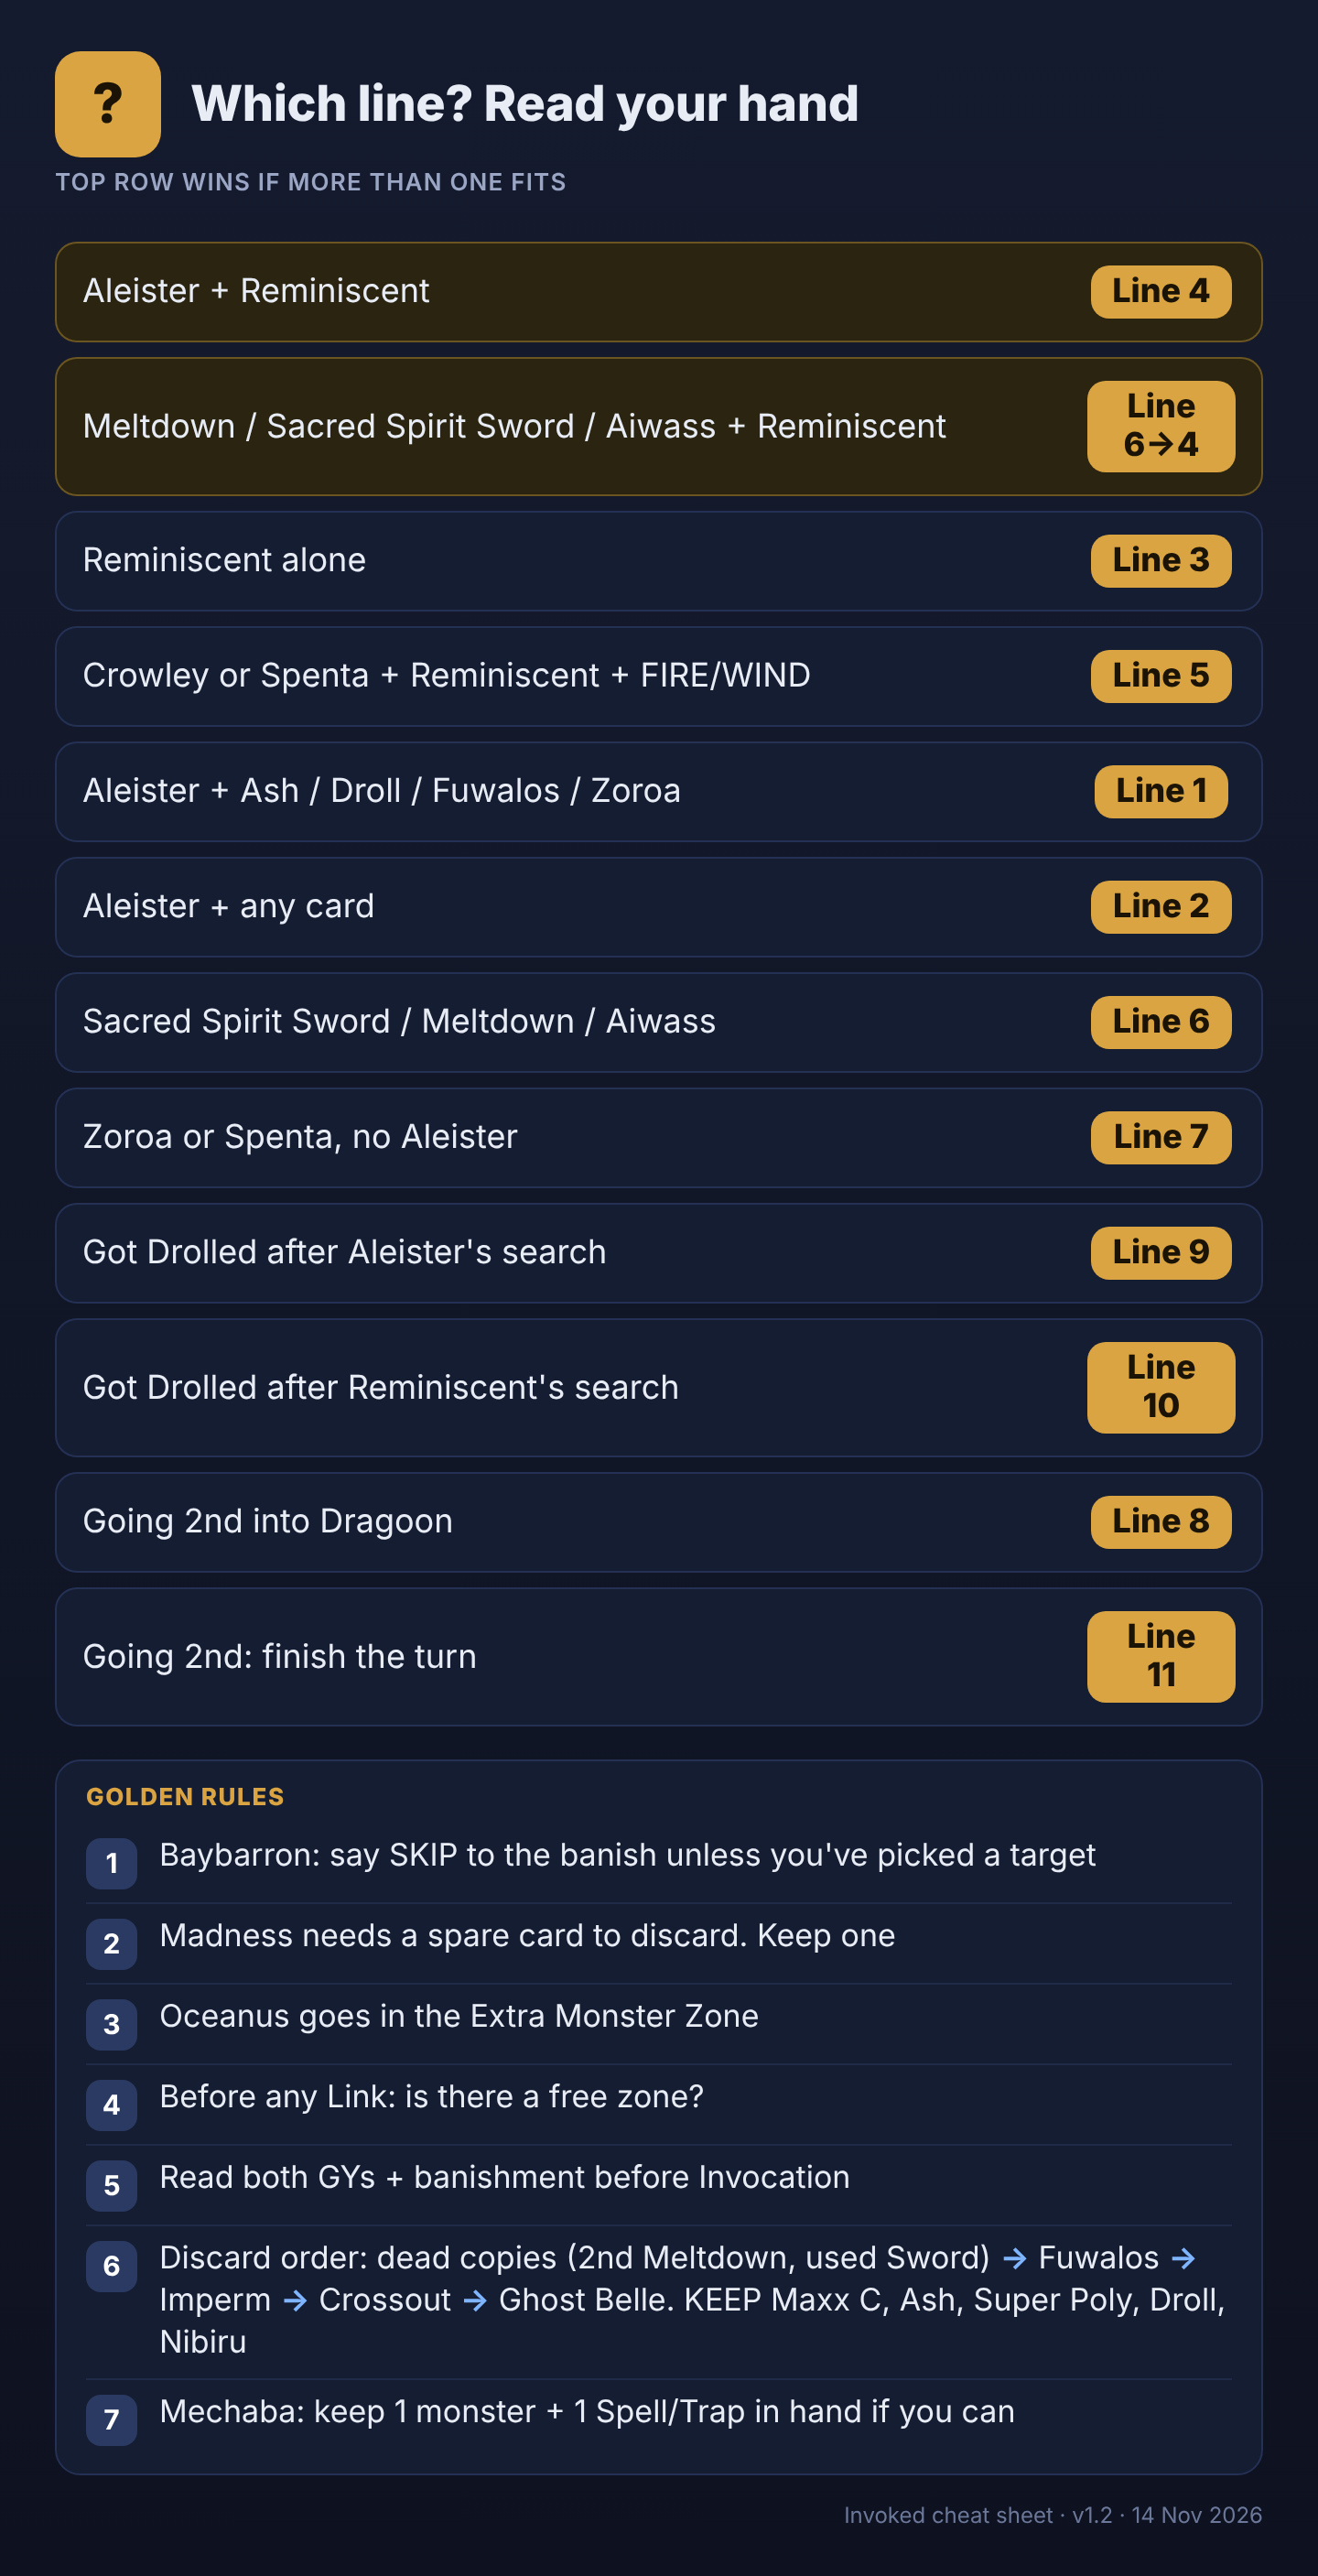 ?
Which line? Read your hand
TOP ROW WINS IF MORE THAN ONE FITS
Aleister + Reminiscent
Line 4
Meltdown / Sacred Spirit Sword / Aiwass + Reminiscent
Line
6→4
Reminiscent alone
Line 3
Crowley or Spenta + Reminiscent + FIRE/WIND
Line 5
Aleister + Ash / Droll / Fuwalos / Zoroa
Line 1
Aleister + any card
Line 2
Sacred Spirit Sword / Meltdown / Aiwass
Line 6
Zoroa or Spenta, no Aleister
Line 7
Got Drolled after Aleister's search
Line 9
Got Drolled after Reminiscent's search
Line
10
Going 2nd into Dragoon
Line 8
Going 2nd: finish the turn
Line
11
GOLDEN RULES
1 Baybarron: say SKIP to the banish unless you've picked a target
2 Madness needs a spare card to discard. Keep one
3 Oceanus goes in the Extra Monster Zone
4 Before any Link: is there a free zone?
5 Read both GYs + banishment before Invocation
6 Discard order: dead copies (2nd Meltdown, used Sword) → Fuwalos →
Imperm → Crossout → Ghost Belle. KEEP Maxx C, Ash, Super Poly, Droll,
Nibiru
7 Mechaba: keep 1 monster + 1 Spell/Trap in hand if you can
Invoked cheat sheet · v1.2 · 14 Nov 2026